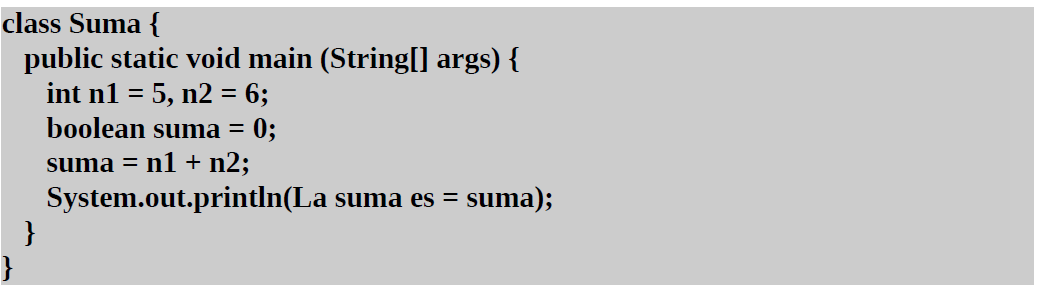 class Suma {
public static void main (String[] args) {
int n1 = 5, n2 = 6;
boolean suma = 0;
suma = n1 + n2;
System.out.println(La suma es = suma);
}
}